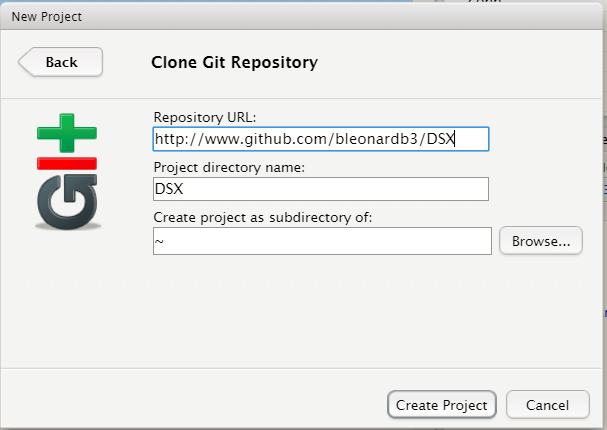 New Project
Back
Clone Git Repository
Repository URL:
http://www.github.com/bleonardb3/DSX
Project directory name:
DSX
Create project as subdirectory of:
~
Browse...
Create Project
Cancel